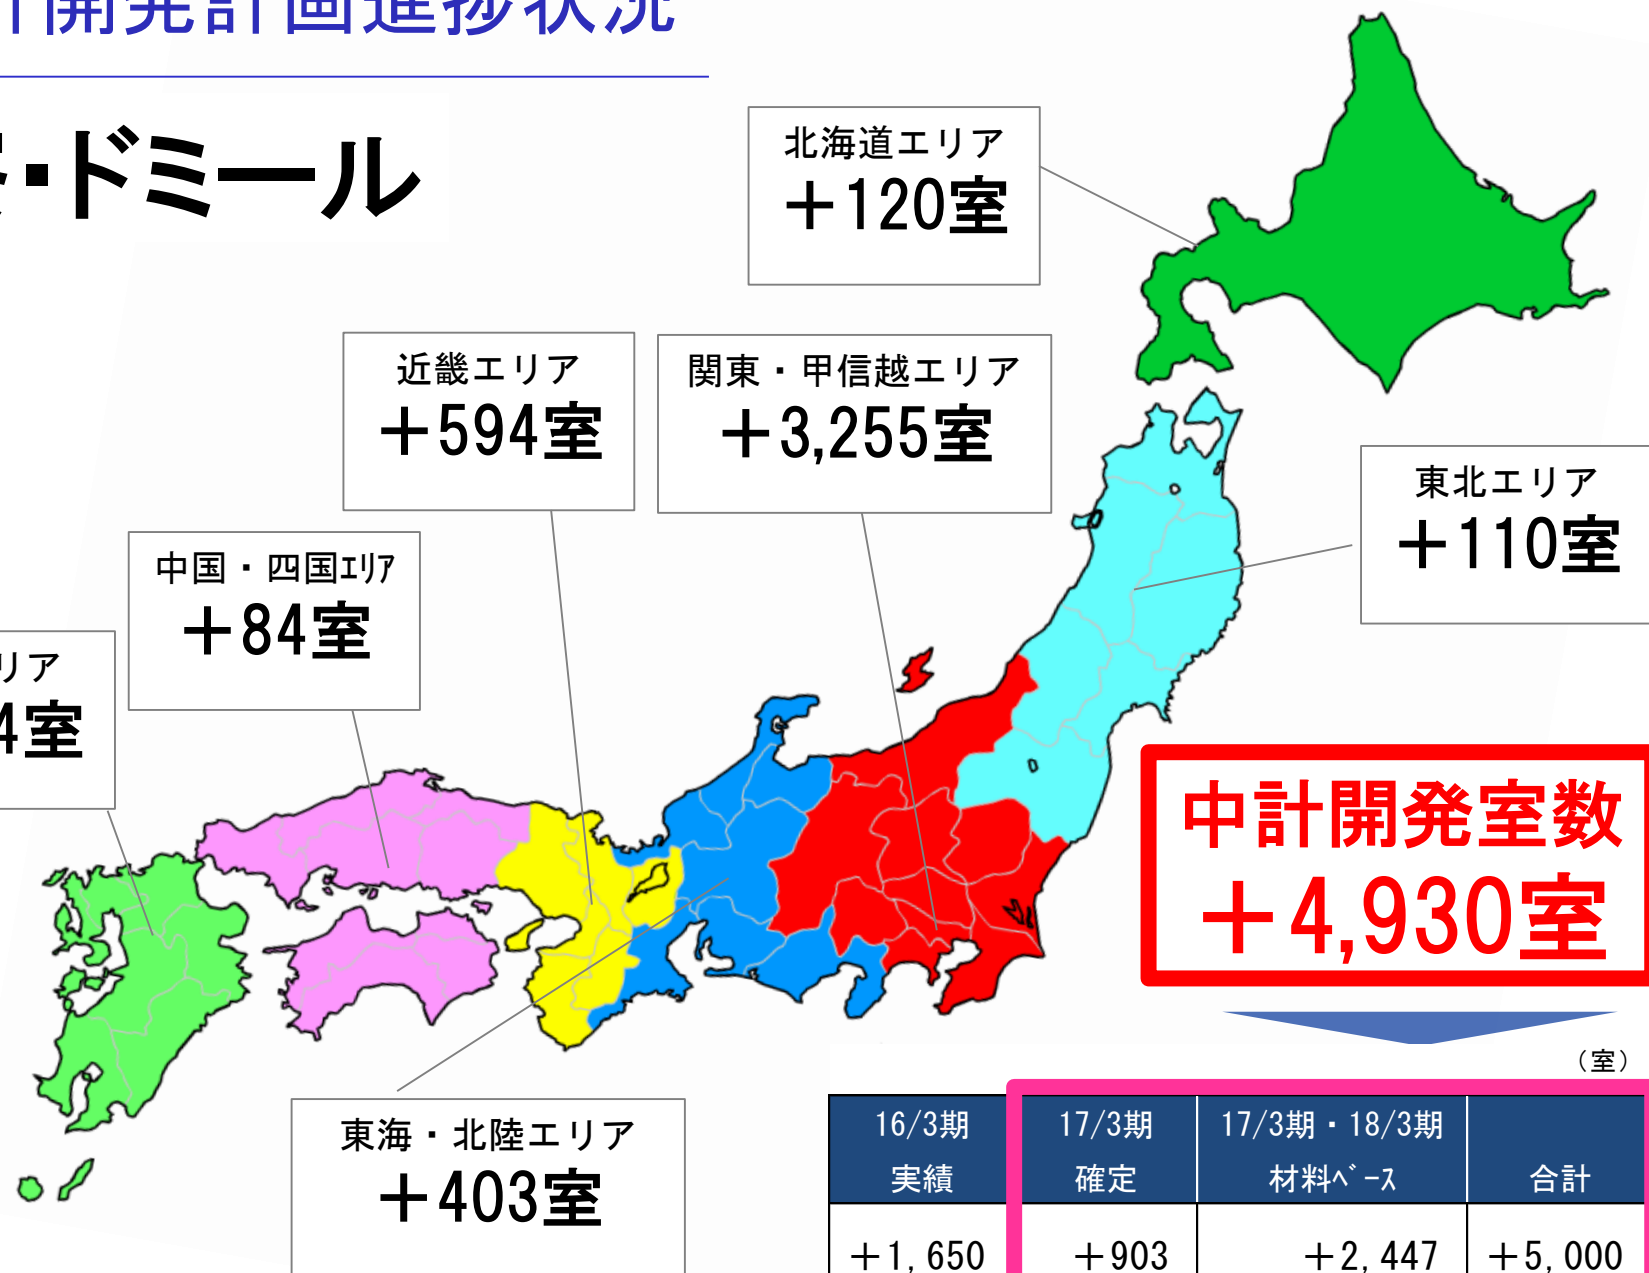 計開発計画進捗状況
・ドミール
北海道エリア
＋120室
近畿エリア
＋594室
関東・甲信越エリア
＋3,255室
東北エリア
＋110室
中国・四国ｴﾘｱ
＋84室
リア
4室
中計開発室数
＋4,930室
東海・北陸エリア
＋403室
（室）
16/3期 17/3期 17/3期・18/3期
実績 確定 材料ﾍﾞｰｽ 合計
＋1,650 ＋903 ＋2,447 ＋5,000